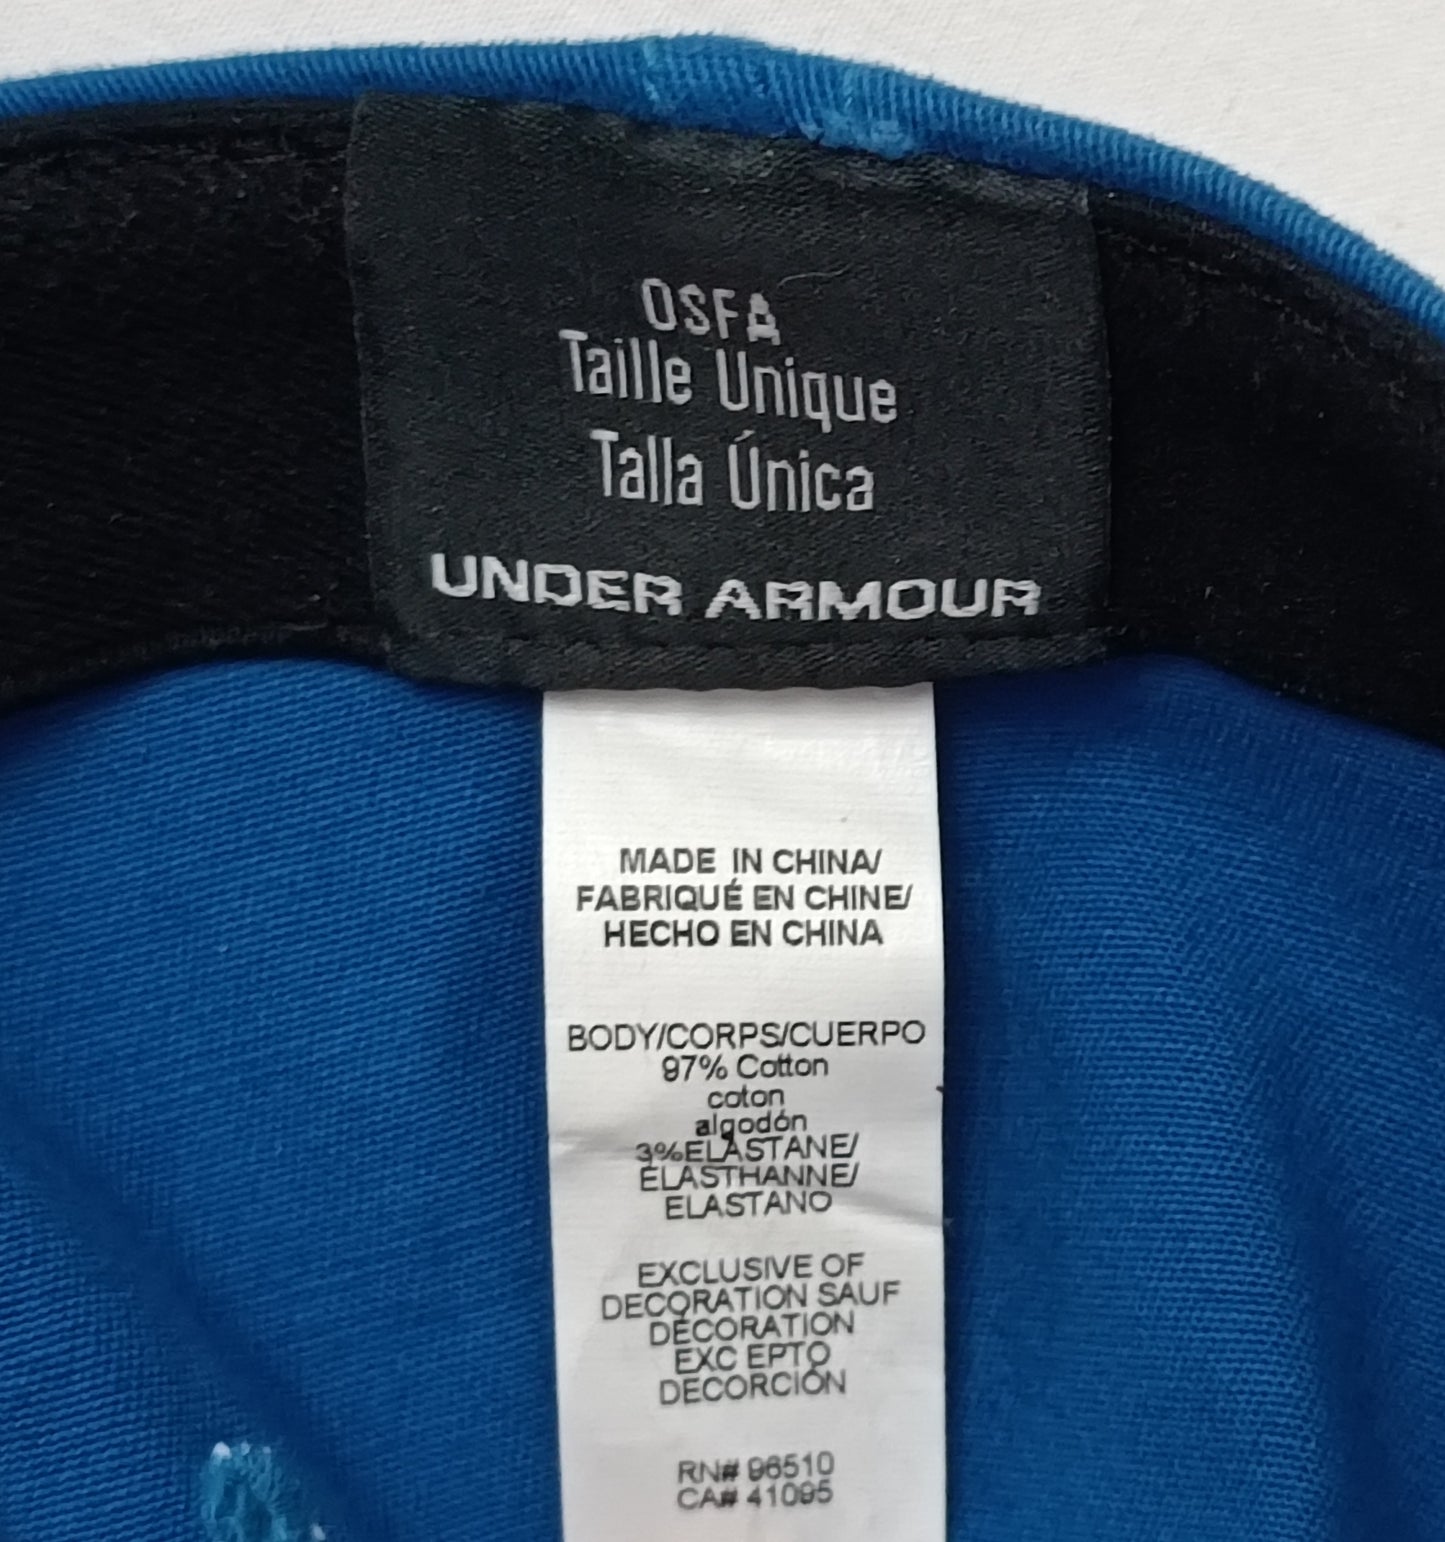 OSFA
Taille Unique
Talla Única
UNDER ARMOUR
MADE IN CHINA/
FABRIQUÉ EN CHINE/
HECHO EN CHINA
BODY/CORPS/CUERPO
97% Cotton
coton
algodón
3%ELASTANE/
ÉLASTHANNE/
ELASTANO
EXCLUSIVE OF
DECORATION SAUF
DÉCORATION
EXC EPTO
DECORCIÓN
RN# 96510
CA# 41095